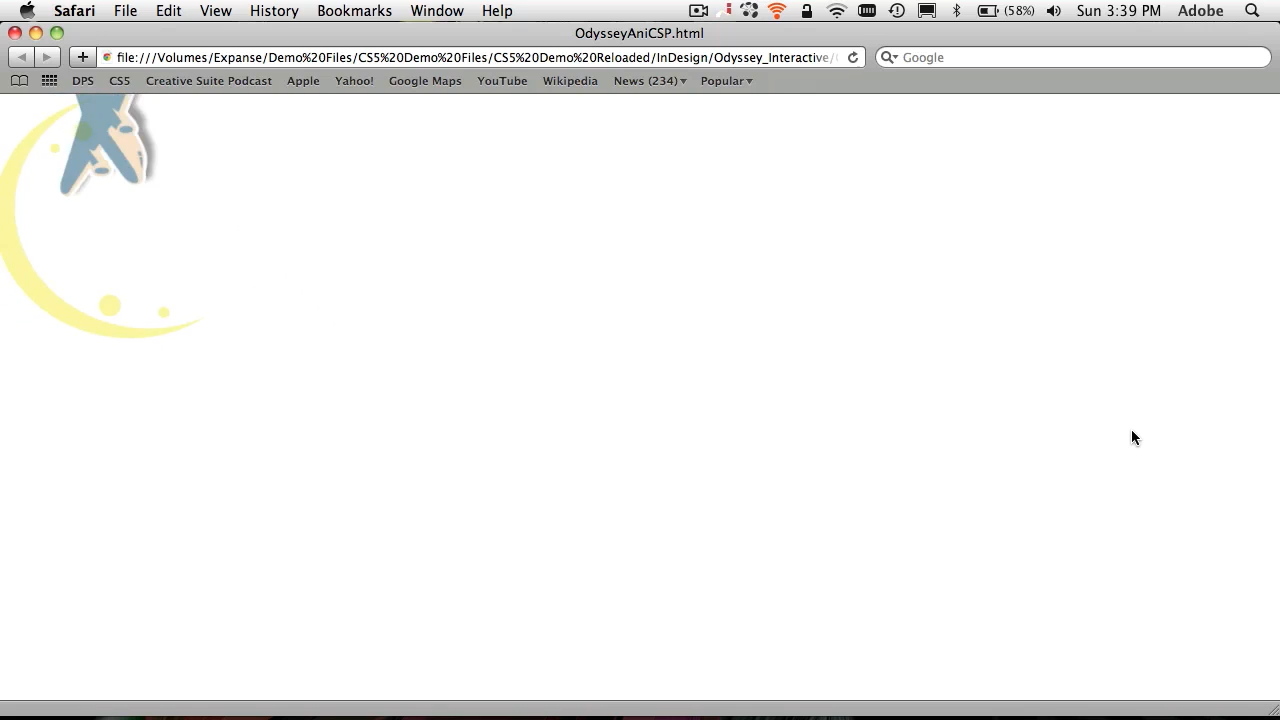 Safari File Edit View History Bookmarks Window Help (58%) Sun 3:39 PM Adobe
OdysseyAniCSP.html
file:///Volumes/Expanse/Demo%20Files/CS5%20Demo%20Files/CS5%20Demo%20Reloaded/InDesign/Odyssey_Interactive/ Google
DPS CS5 Creative Suite Podcast Apple Yahoo! Google Maps YouTube Wikipedia News (234) Popular